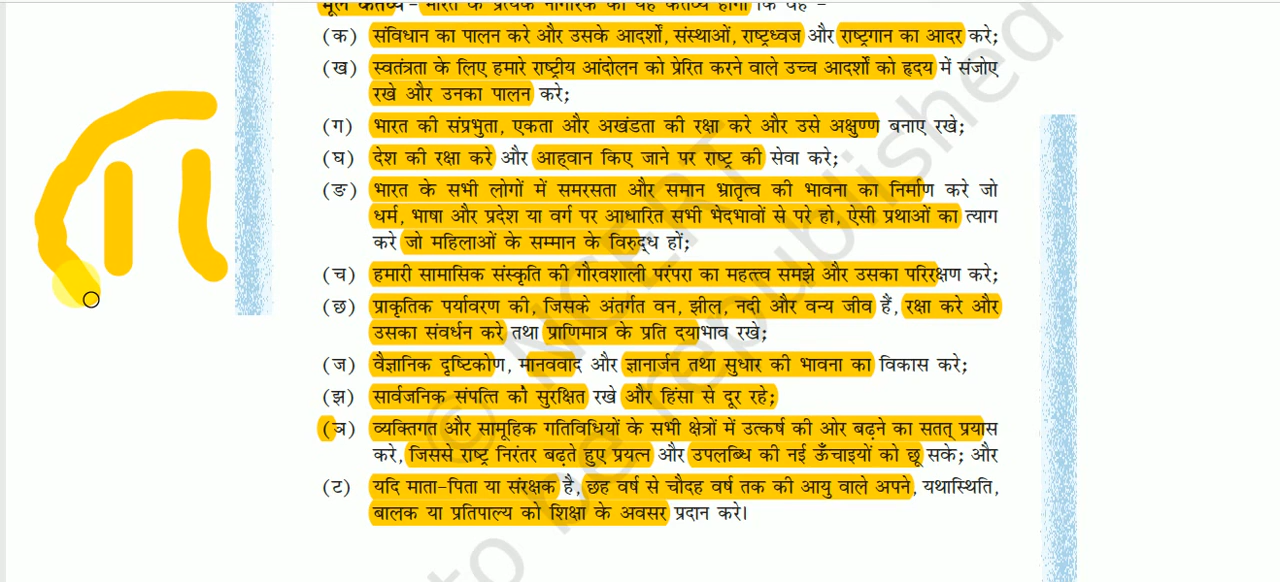 मूल कर्तव्य – भारत के प्रत्येक नागरिक का यह कर्तव्य होगा कि वह –
(क) संविधान का पालन करे और उसके आदर्शों, संस्थाओं, राष्ट्रध्वज और राष्ट्रगान का आदर करे;
(ख) स्वतंत्रता के लिए हमारे राष्ट्रीय आंदोलन को प्रेरित करने वाले उच्च आदर्शों को हृदय में संजोए
रखे और उनका पालन करे;
(ग) भारत की संप्रभुता, एकता और अखंडता की रक्षा करे और उसे अक्षुण्ण बनाए रखे;
(घ) देश की रक्षा करे और आह्वान किए जाने पर राष्ट्र की सेवा करे;
(ङ) भारत के सभी लोगों में समरसता और समान भ्रातृत्व की भावना का निर्माण करे जो
धर्म, भाषा और प्रदेश या वर्ग पर आधारित सभी भेदभावों से परे हो, ऐसी प्रथाओं का त्याग
करे जो महिलाओं के सम्मान के विरुद्ध हों;
(च) हमारी सामासिक संस्कृति की गौरवशाली परंपरा का महत्त्व समझे और उसका परिरक्षण करे;
(छ) प्राकृतिक पर्यावरण की, जिसके अंतर्गत वन, झील, नदी और वन्य जीव हैं, रक्षा करे और
उसका संवर्धन करे तथा प्राणिमात्र के प्रति दयाभाव रखे;
(ज) वैज्ञानिक दृष्टिकोण, मानववाद और ज्ञानार्जन तथा सुधार की भावना का विकास करे;
(झ) सार्वजनिक संपत्ति को सुरक्षित रखे और हिंसा से दूर रहे;
(ञ) व्यक्तिगत और सामूहिक गतिविधियों के सभी क्षेत्रों में उत्कर्ष की ओर बढ़ने का सतत् प्रयास
करे, जिससे राष्ट्र निरंतर बढ़ते हुए प्रयत्न और उपलब्धि की नई ऊँचाइयों को छू सके; और
(ट) यदि माता-पिता या संरक्षक है, छह वर्ष से चौदह वर्ष तक की आयु वाले अपने, यथास्थिति,
बालक या प्रतिपाल्य को शिक्षा के अवसर प्रदान करे।
© NCERT
to be republished